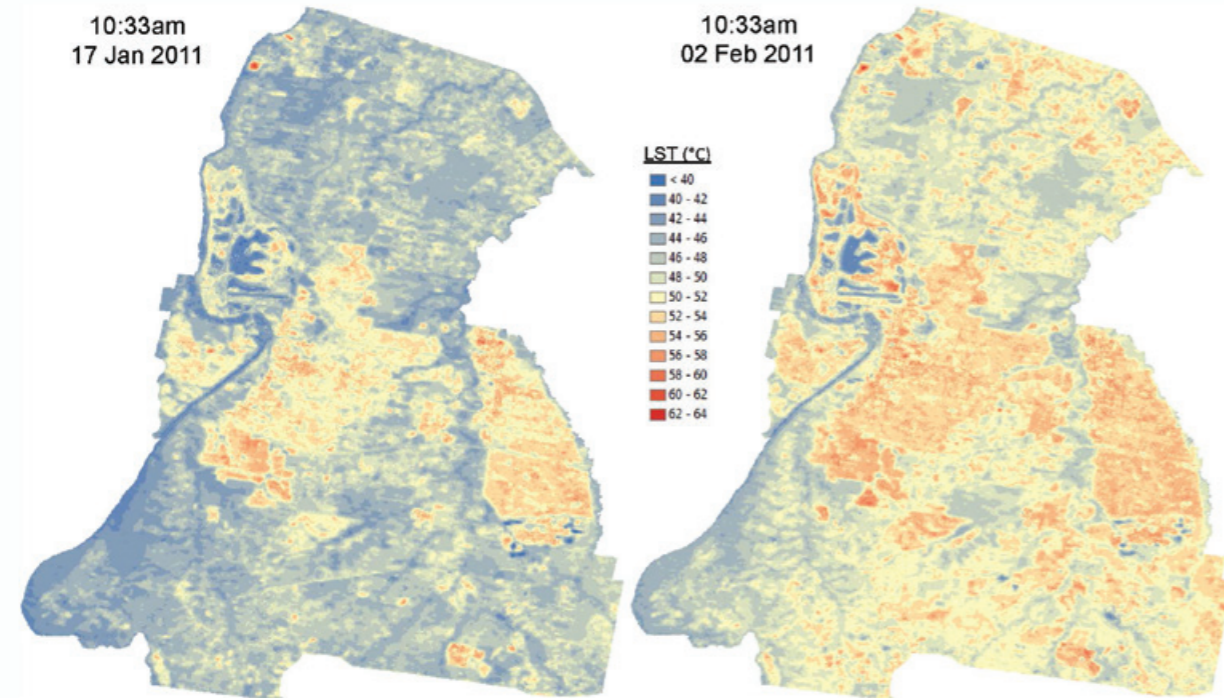 10:33am
17 Jan 2011
10:33am
02 Feb 2011
LST (°C)
< 40
40 - 42
42 - 44
44 - 46
46 - 48
48 - 50
50 - 52
52 - 54
54 - 56
56 - 58
58 - 60
60 - 62
62 - 64